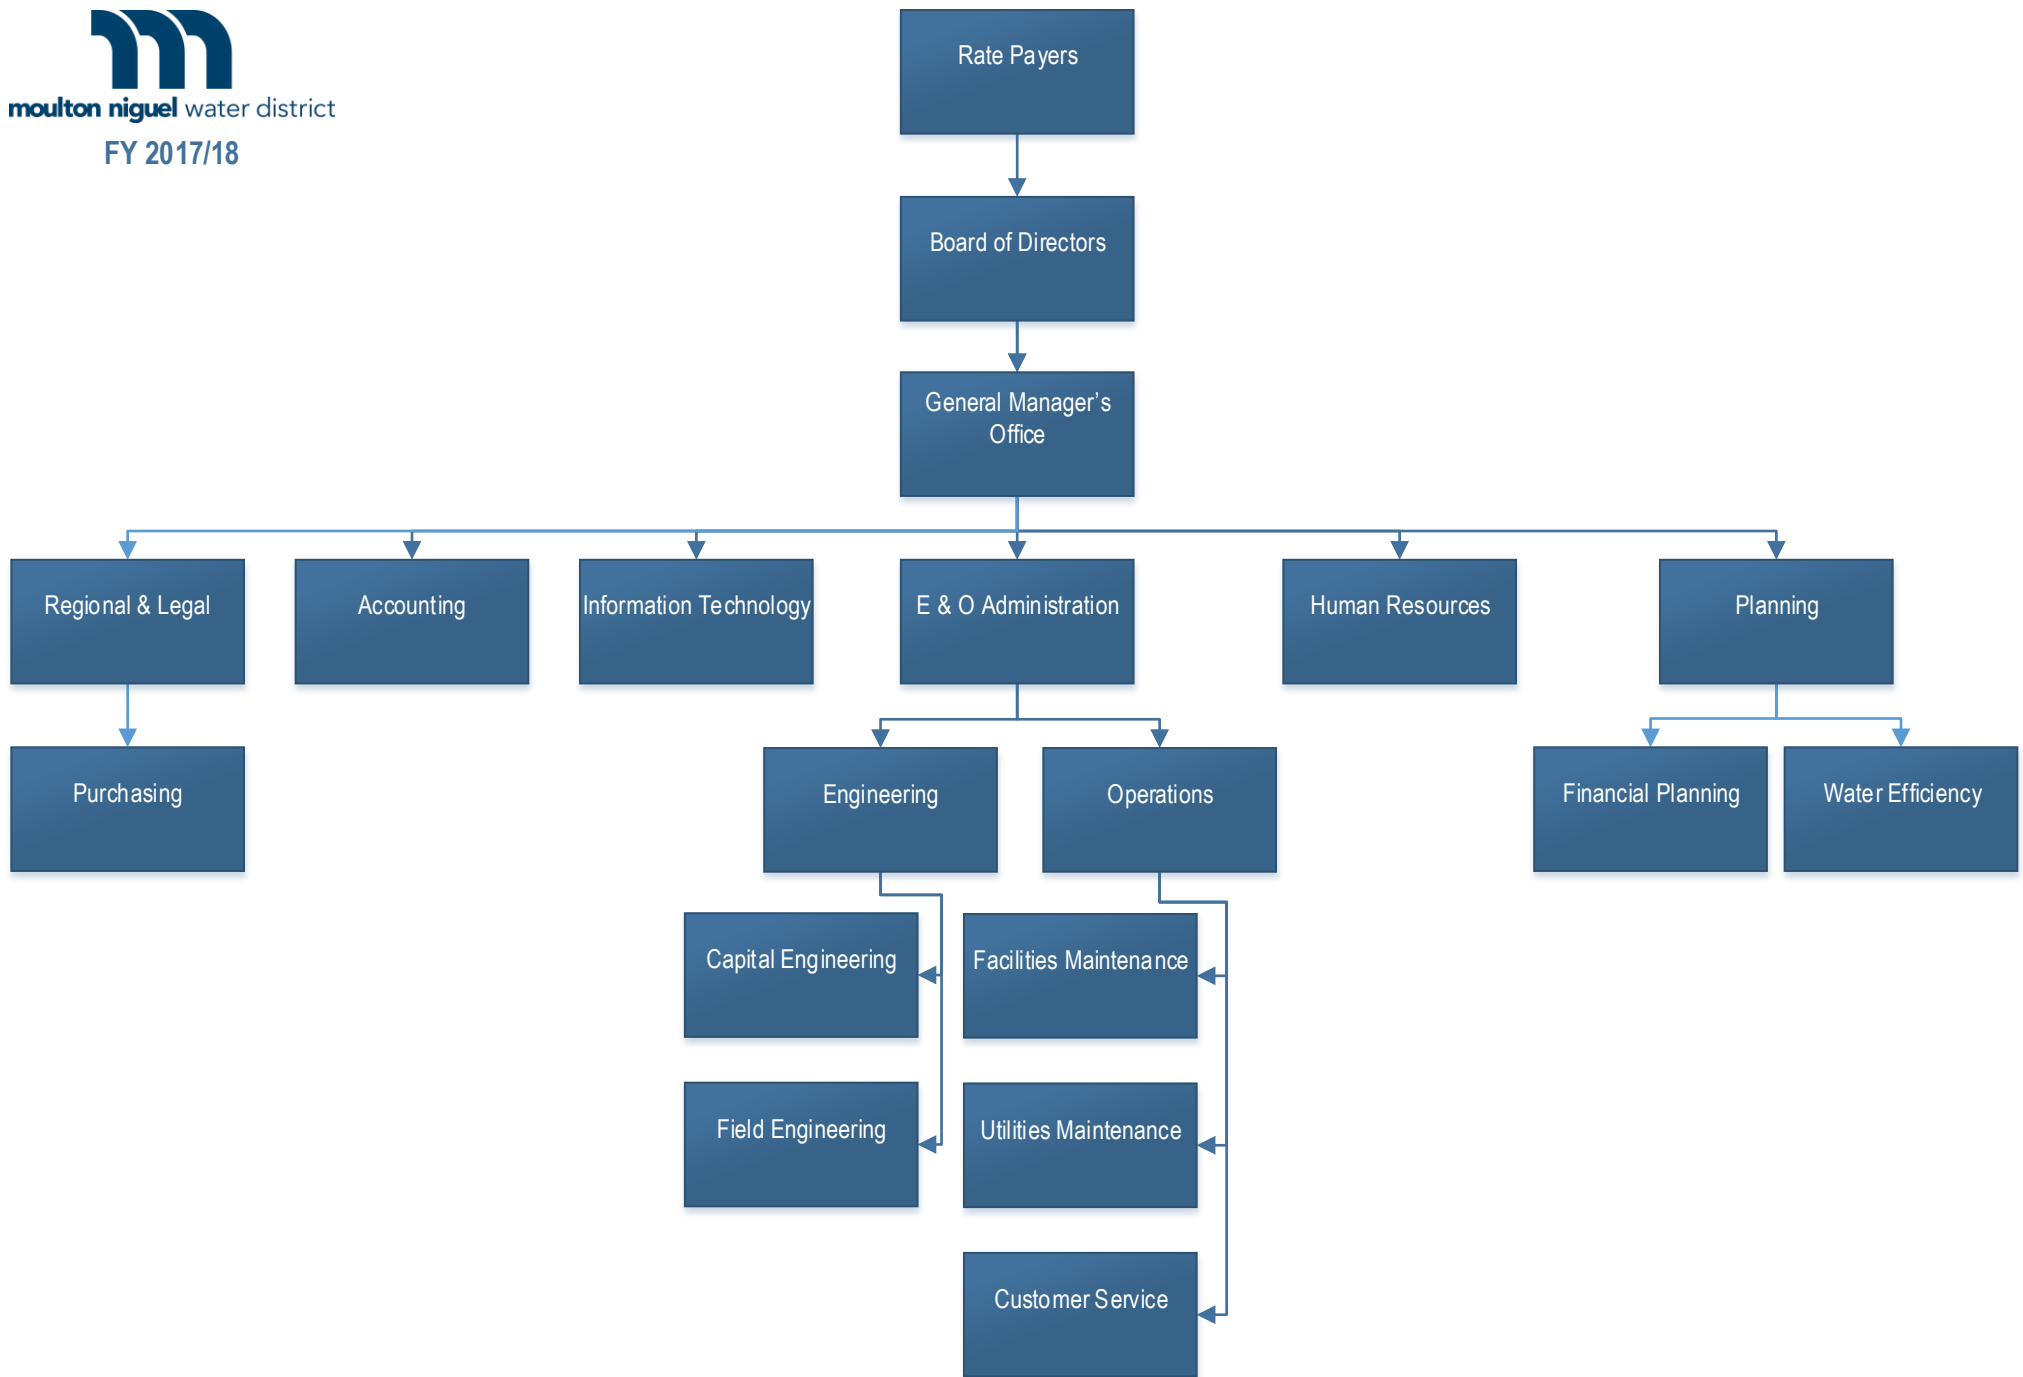 moulton niguel water district
FY 2017/18
Rate Payers
Board of Directors
General Manager’s
Office
Regional & Legal
Accounting
Information Technology
E & O Administration
Human Resources
Planning
Purchasing
Engineering
Operations
Financial Planning
Water Efficiency
Capital Engineering
Facilities Maintenance
Field Engineering
Utilities Maintenance
Customer Service